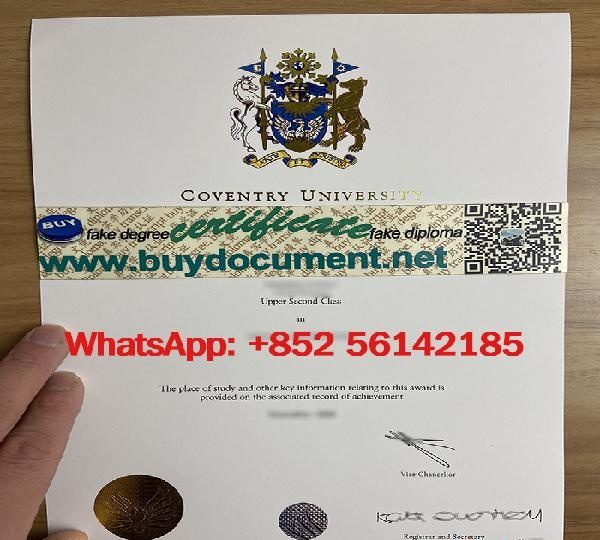 COVENTRY UNIVERSITY
BUY fake degree certificate fake diploma
www.buydocument.net
Upper Second Class
in
WhatsApp: +852 56142185
The place of study and other key information relating to this award is
provided on the associated record of achievement
Vice-Chancellor
Registrar and Secretary